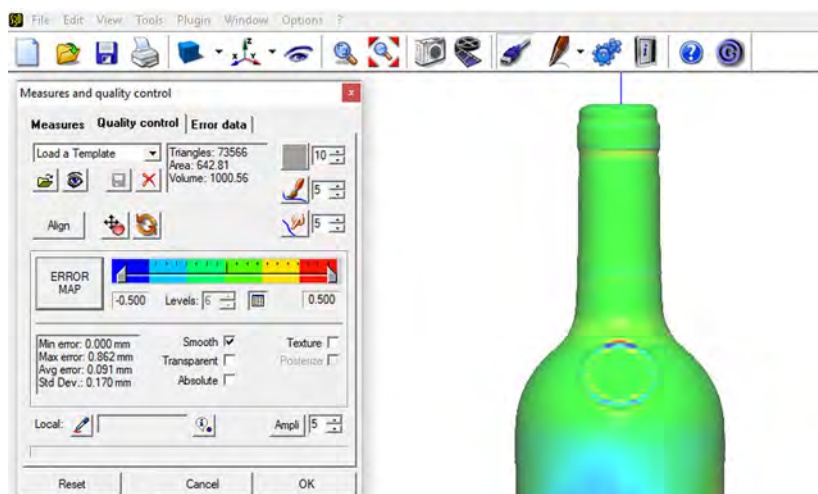 File Edit View Tools Plugin Window Options ?
Measures and quality control x
Measures Quality control Error data
Load a Template
Triangles: 73566
Area: 642.81
Volume: 1000.56
10
5
Align
5
ERROR MAP
-0.500 Levels: 6 0.500
Min error: 0.000 mm
Max error: 0.862 mm
Avg error: 0.091 mm
Std Dev.: 0.170 mm
Smooth Texture
Transparent Posterize
Absolute
Local: Ampli 5
Reset Cancel OK